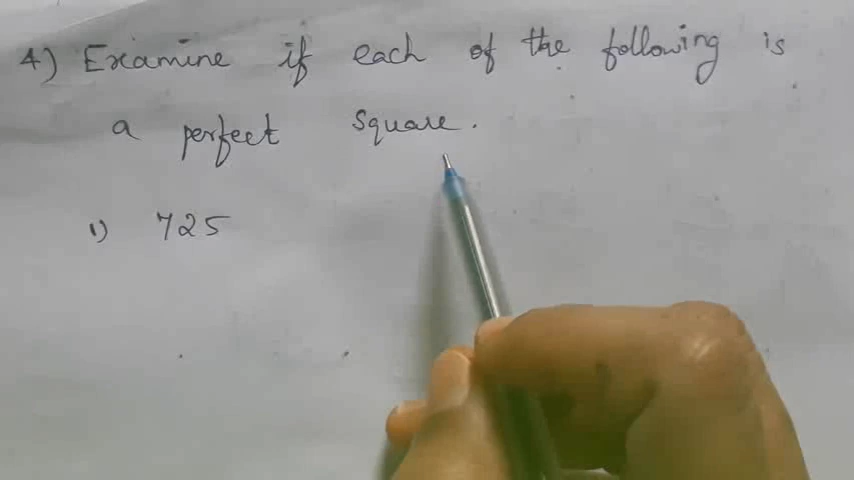 4) Examine if each of the following is
a perfect square.
1) 725